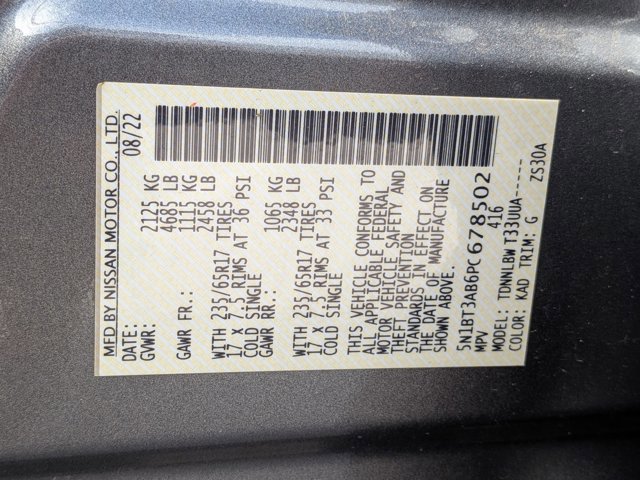 MFD BY NISSAN MOTOR CO., LTD.
DATE: 08/22
GVWR: 2125 KG
4685 LB
GAWR FR.: 1115 KG
2458 LB
WITH 235/65R17 TIRES
17 X 7.5 RIMS AT 36 PSI
COLD SINGLE
GAWR RR.: 1065 KG
2348 LB
WITH 235/65R17 TIRES
17 X 7.5 RIMS AT 33 PSI
COLD SINGLE
THIS VEHICLE CONFORMS TO
ALL APPLICABLE FEDERAL
MOTOR VEHICLE SAFETY AND
THEFT PREVENTION
STANDARDS IN EFFECT ON
THE DATE OF MANUFACTURE
SHOWN ABOVE.
5N1BT3AB6PC678502
MPV 416
MODEL: TDNNLBW T33UUA-----
COLOR: KAD TRIM: G ZS30A